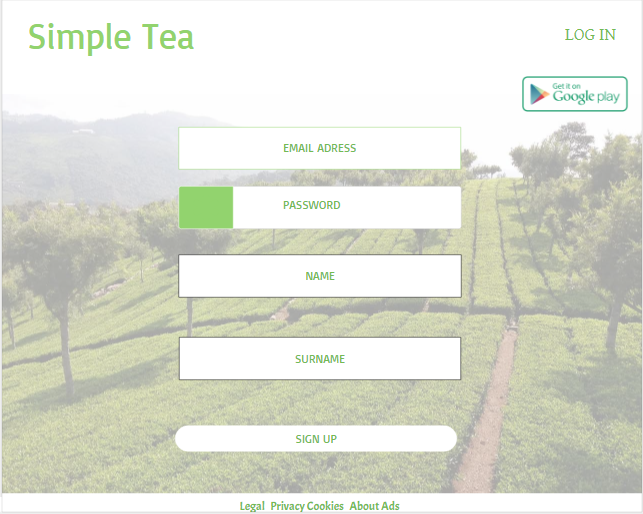 Simple Tea
LOG IN
Get it on
Google play
EMAIL ADRESS
PASSWORD
NAME
SURNAME
SIGN UP
Legal Privacy Cookies About Ads